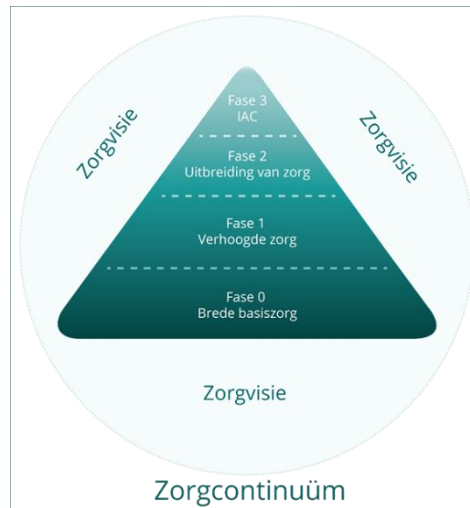 Zorgvisie
Zorgvisie
Fase 3
IAC
Fase 2
Uitbreiding van zorg
Fase 1
Verhoogde zorg
Fase 0
Brede basiszorg
Zorgvisie
Zorgcontinuüm